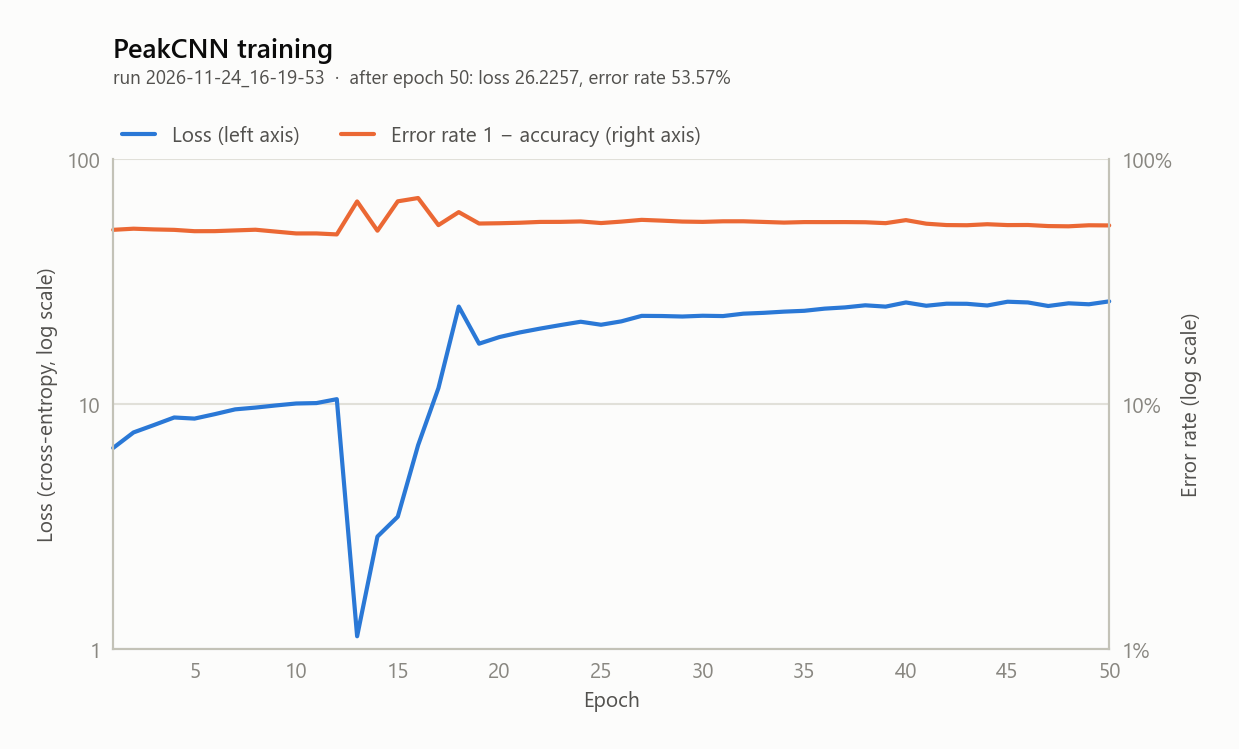 PeakCNN training
run 2026-11-24_16-19-53 · after epoch 50: loss 26.2257, error rate 53.57%
Loss (left axis)
Error rate 1 − accuracy (right axis)
100
10
1
100%
10%
1%
Loss (cross-entropy, log scale)
Error rate (log scale)
5 10 15 20 25 30 35 40 45 50
Epoch